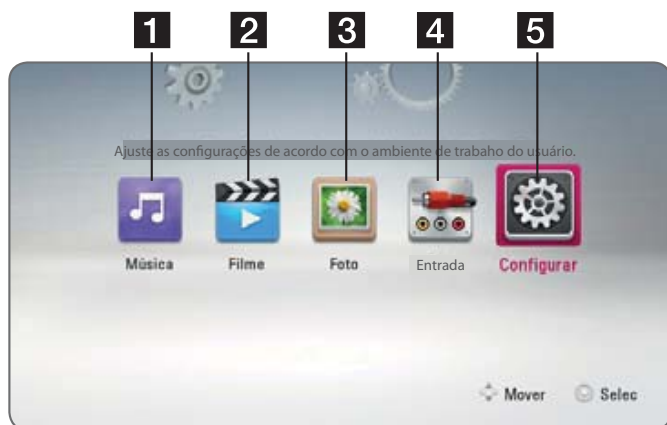 1 2 3 4 5
Ajuste as configurações de acordo com o ambiente de trabaho do usuário.
Música Filme Foto Entrada Configurar
Mover Selec